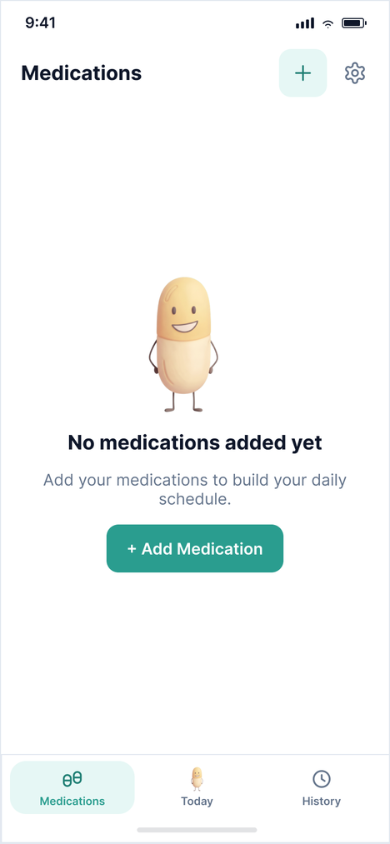 9:41
Medications
No medications added yet
Add your medications to build your daily
schedule.
+ Add Medication
Medications
Today
History